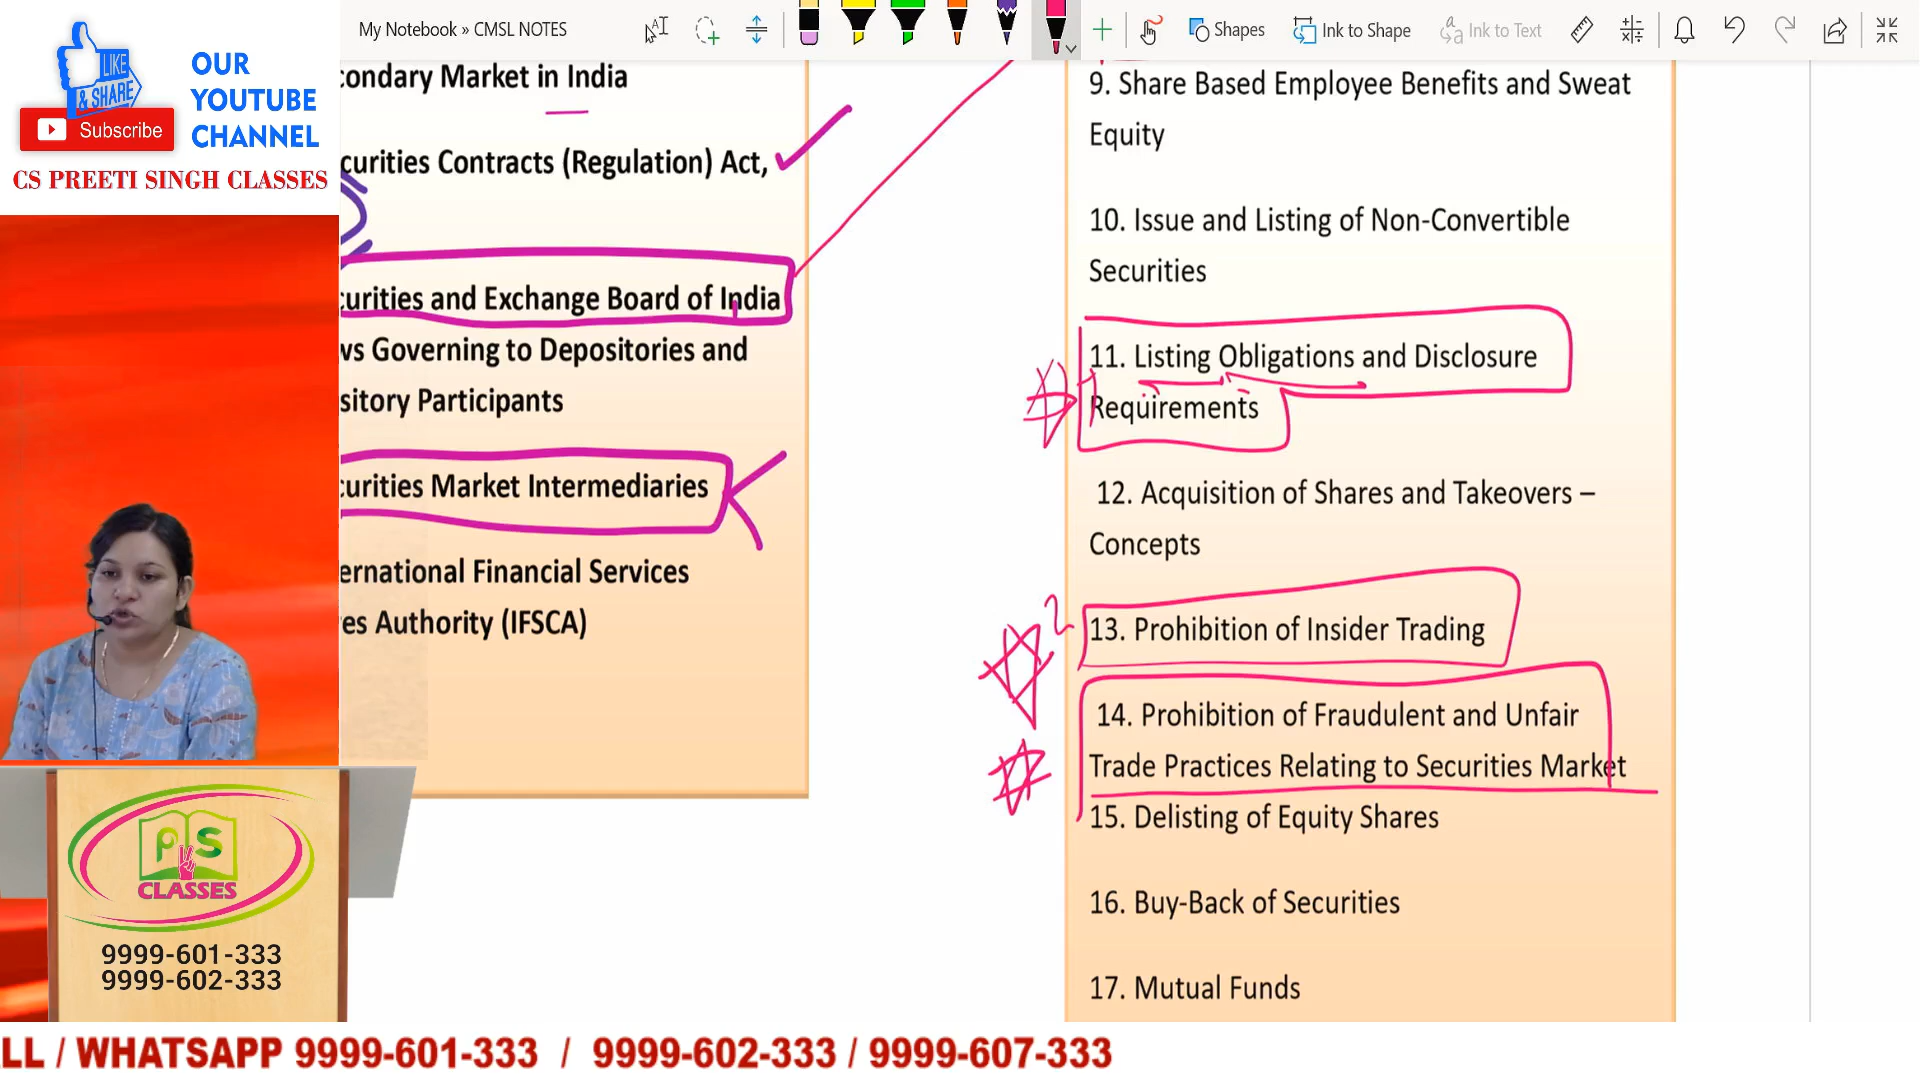 LIKE
& SHARE
Subscribe
OUR
YOUTUBE
CHANNEL
CS PREETI SINGH CLASSES
My Notebook » CMSL NOTES
Shapes
Ink to Shape
Ink to Text
condary Market in India
curities Contracts (Regulation) Act,
curities and Exchange Board of India
ws Governing to Depositories and
sitory Participants
curities Market Intermediaries
ernational Financial Services
res Authority (IFSCA)
9. Share Based Employee Benefits and Sweat
Equity
10. Issue and Listing of Non-Convertible
Securities
11. Listing Obligations and Disclosure
Requirements
12. Acquisition of Shares and Takeovers –
Concepts
2
13. Prohibition of Insider Trading
14. Prohibition of Fraudulent and Unfair
Trade Practices Relating to Securities Market
15. Delisting of Equity Shares
16. Buy-Back of Securities
17. Mutual Funds
PS
CLASSES
9999-601-333
9999-602-333
LL / WHATSAPP 9999-601-333 / 9999-602-333 / 9999-607-333